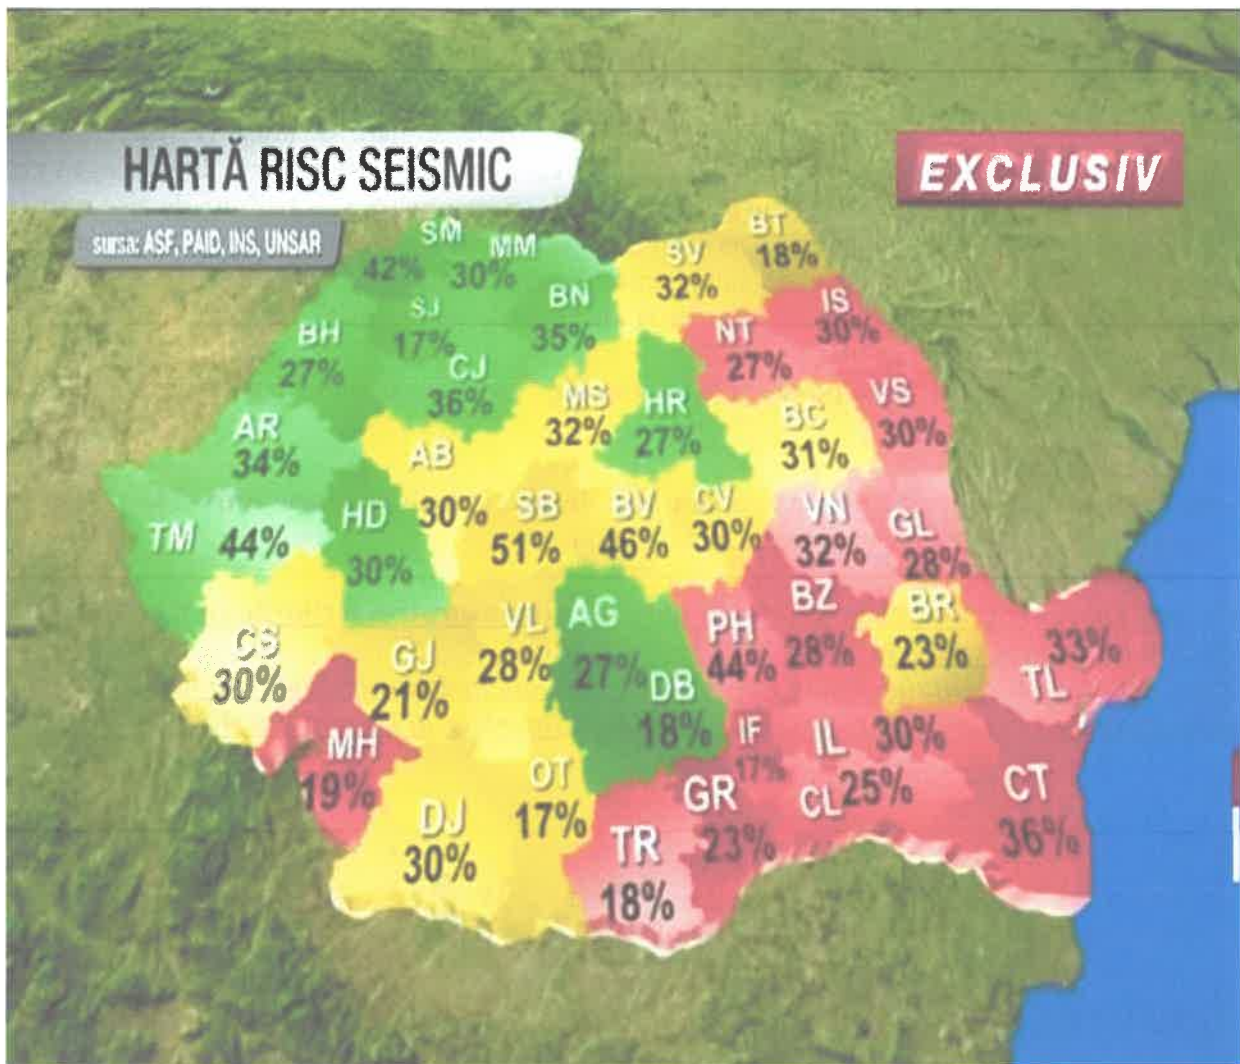 HARTĂ RISC SEISMIC
EXCLUSIV
sursa: ASF, PAID, INS, UNSAR
SM
42%
MM
30%
BT
18%
SV
32%
BN
35%
SJ
17%
BH
27%
CJ
36%
IS
30%
NT
27%
MS
32%
HR
27%
BC
31%
VS
30%
AR
34%
AB
30%
TM 44%
HD
30%
SB
51%
BV
46%
CV
30%
VN
32%
GL
28%
CS
30%
GJ
21%
VL
28%
AG
27%
DB
18%
PH
44%
BZ
28%
BR
23%
33%
TL
MH
19%
DJ
30%
OT
17%
IF
17%
IL 30%
GR
23%
CL 25%
CT
36%
TR
18%